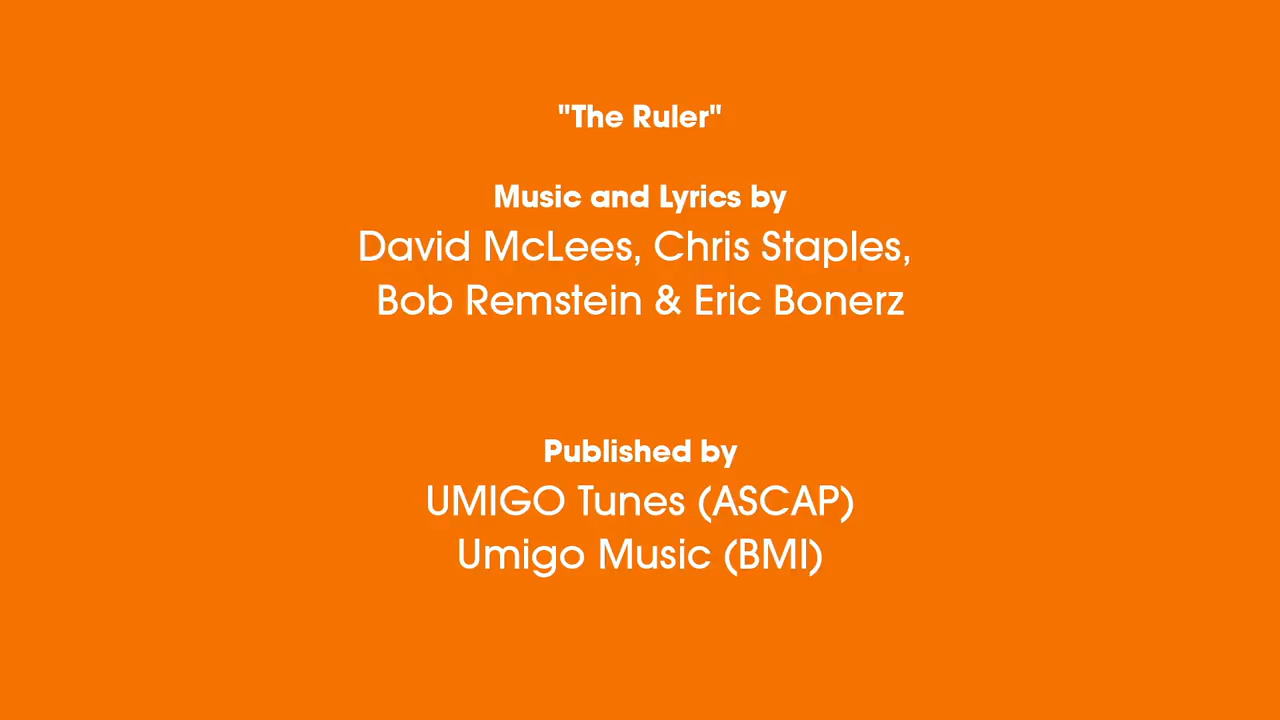 "The Ruler"
Music and Lyrics by
David McLees, Chris Staples,
Bob Remstein & Eric Bonerz
Published by
UMIGO Tunes (ASCAP)
Umigo Music (BMI)